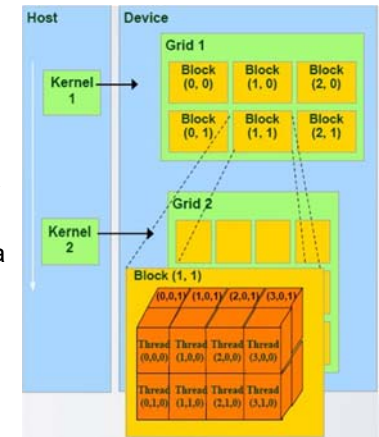 Host
Device
Grid 1
Kernel
1
Block
(0, 0)
Block
(1, 0)
Block
(2, 0)
Block
(0, 1)
Block
(1, 1)
Block
(2, 1)
Grid 2
Kernel
2
a
Block (1, 1)
(0,0,1) (1,0,1) (2,0,1) (3,0,1)
Thread
(0,0,0)
Thread
(1,0,0)
Thread
(2,0,0)
Thread
(3,0,0)
Thread
(0,1,0)
Thread
(1,1,0)
Thread
(2,1,0)
Thread
(3,1,0)